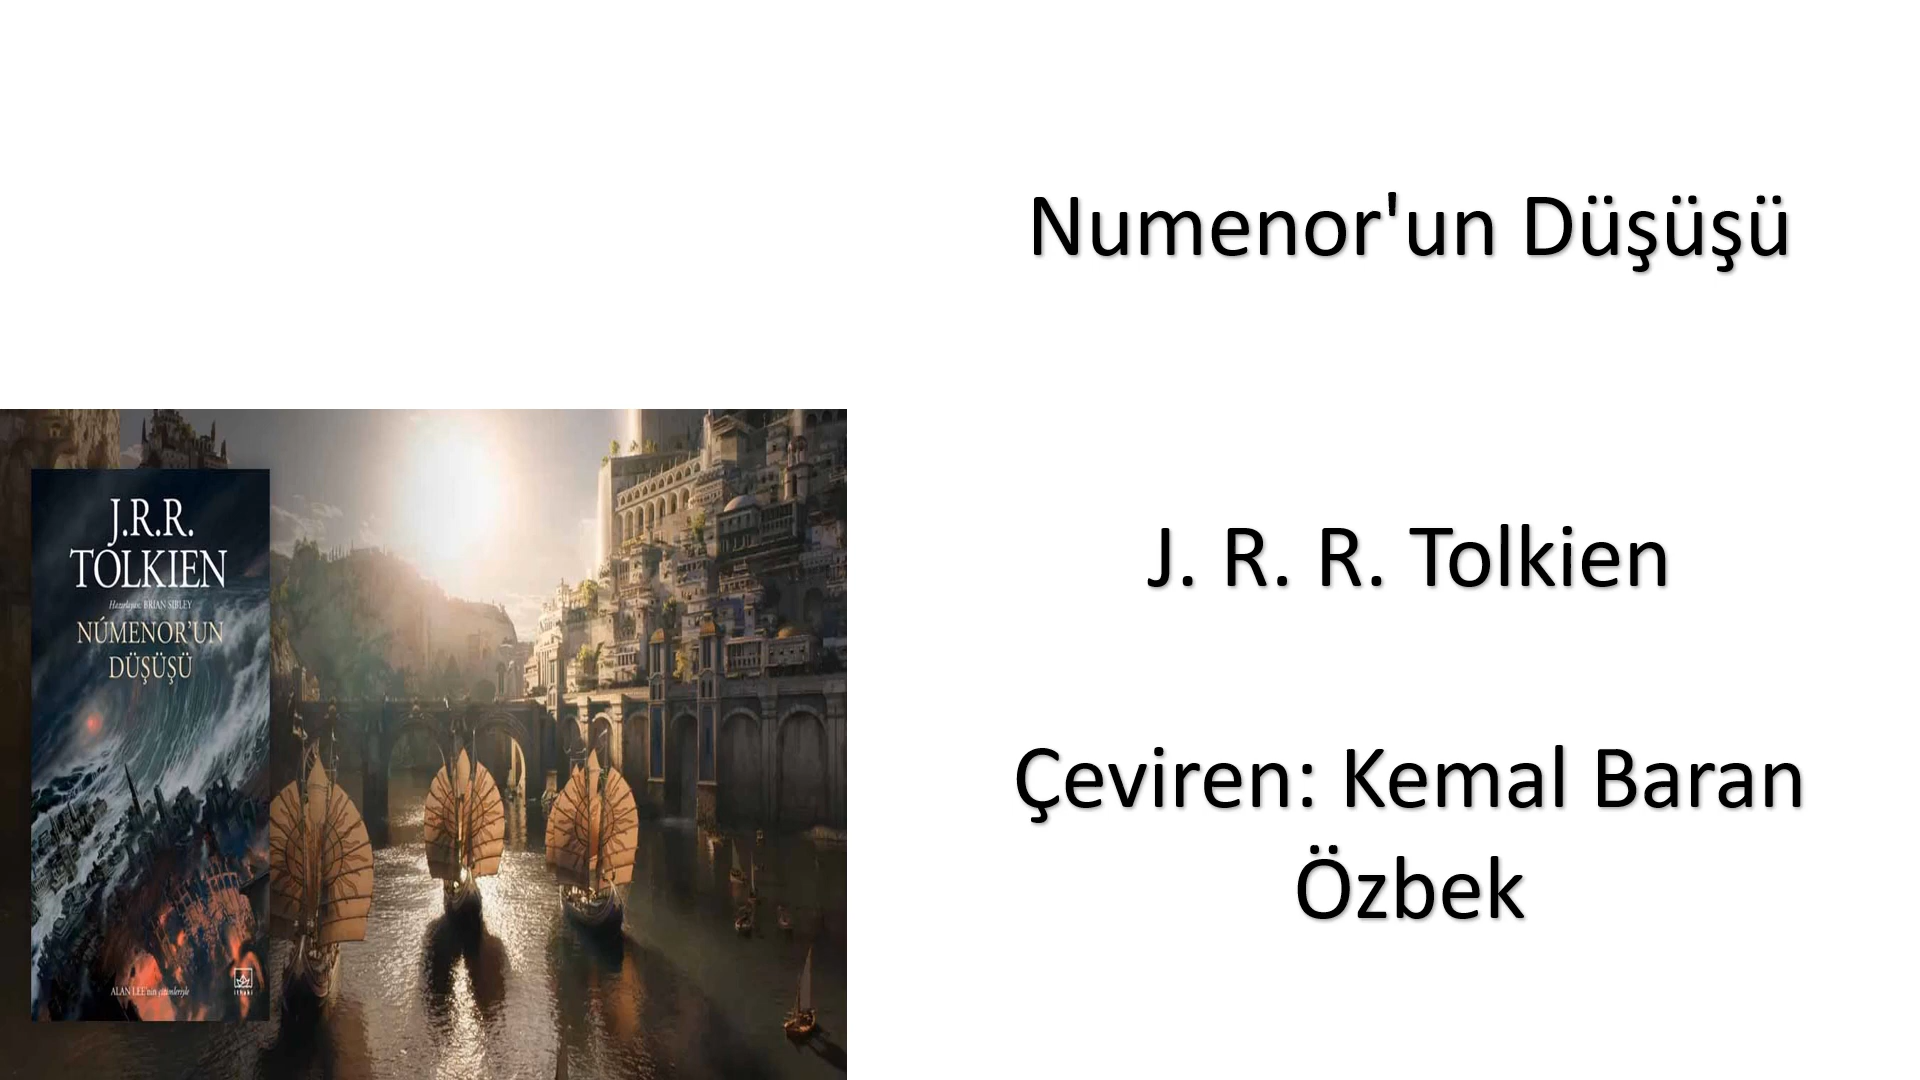 Numenor'un Düşüşü
J. R. R. Tolkien
Çeviren: Kemal Baran
Özbek
J.R.R.
TOLKIEN
Hazırlayan: BRIAN SIBLEY
NÚMENOR'UN
DÜŞÜŞÜ
ALAN LEE'nin çizimleriyle
ithaki